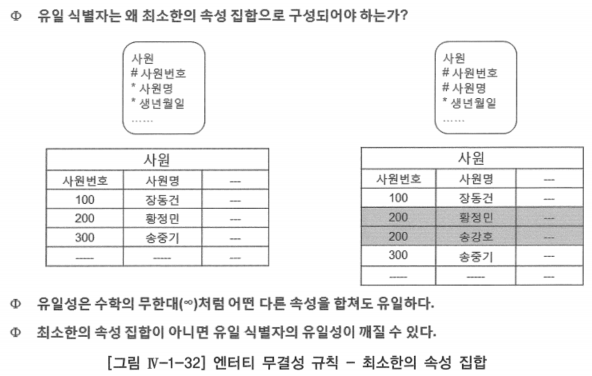 Φ 유일 식별자는 왜 최소한의 속성 집합으로 구성되어야 하는가?
사원
# 사원번호
* 사원명
* 생년월일
……
사원
# 사원번호
# 사원명
* 생년월일
……
사원
사원번호 사원명 ---
100 장동건 ---
200 황정민 ---
300 송중기 ---
----- ----- ---
사원
사원번호 사원명 ---
100 장동건 ---
200 황정민 ---
200 송강호 ---
300 송중기 ---
----- ----- ---
Φ 유일성은 수학의 무한대(∞)처럼 어떤 다른 속성을 합쳐도 유일하다.
Φ 최소한의 속성 집합이 아니면 유일 식별자의 유일성이 깨질 수 있다.
[그림 Ⅳ-1-32] 엔터티 무결성 규칙 - 최소한의 속성 집합